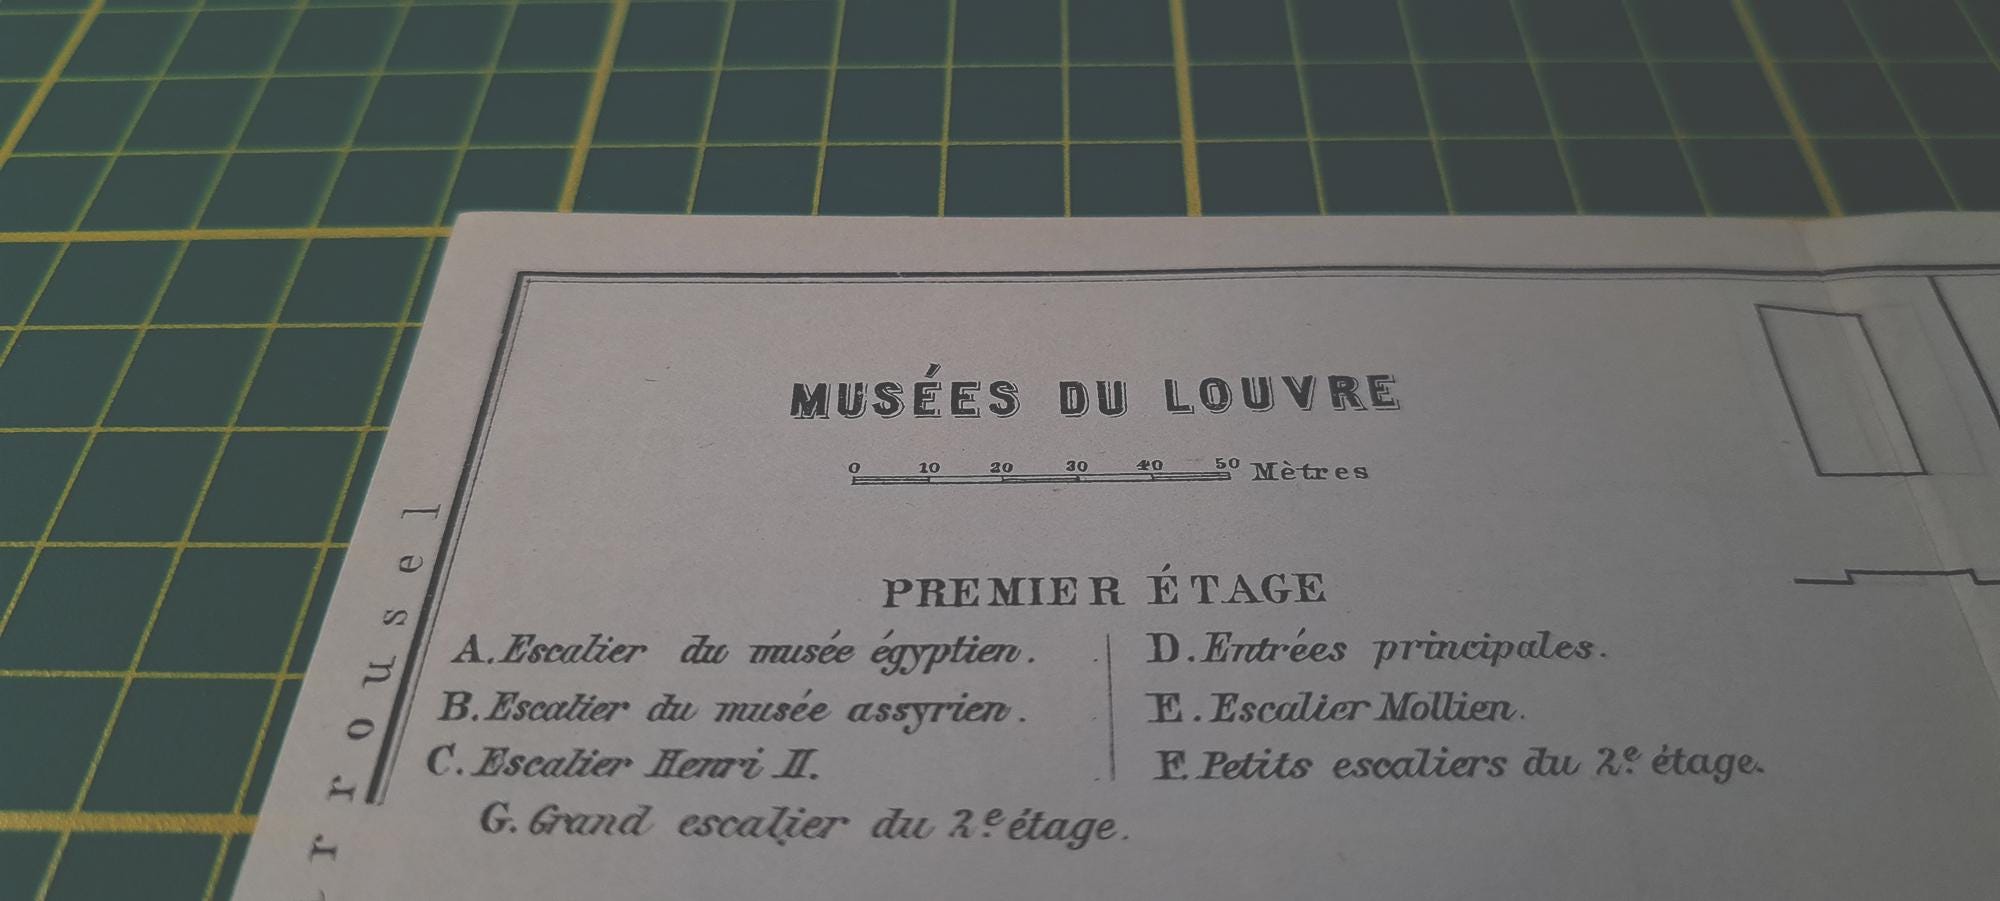 MUSÉES DU LOUVRE
0 10 20 30 40 50 Mètres
PREMIER ÉTAGE
A. Escalier du musée égyptien.
B. Escalier du musée assyrien.
C. Escalier Henri II.
D. Entrées principales.
E. Escalier Mollien.
F. Petits escaliers du 2e étage.
G. Grand escalier du 2e étage.
rrousel